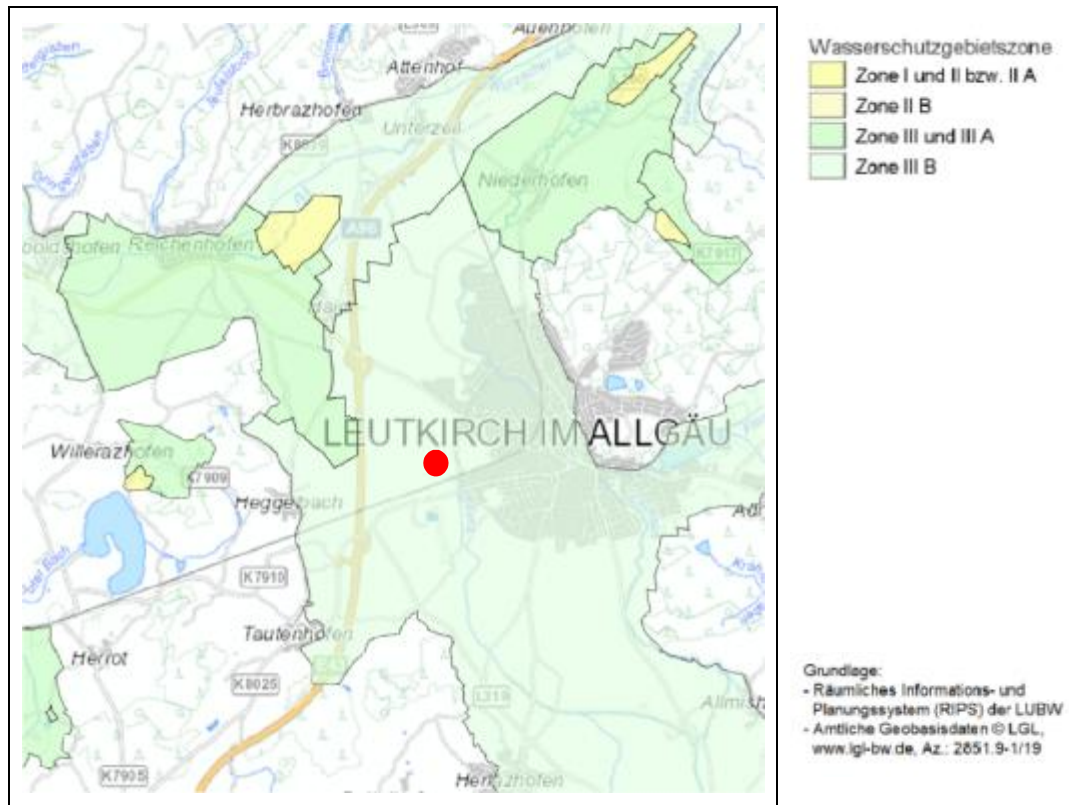 Auenhofen
Attenhof
Herbrazhofen
Unterzeil
K8029
Niederhofen
A96
Reichenhofen
K7917
LEUTKIRCH IM ALLGÄU
Willerazhofen
K7909
Heggelbach
K7910
Tautenhofen
Herrot
K8025
L319
K7905
Wasserschutzgebietszone
Zone I und II bzw. II A
Zone II B
Zone III und III A
Zone III B
Grundlage:
- Räumliches Informations- und
Planungssystem (RIPS) der LUBW
- Amtliche Geobasisdaten © LGL,
www.lgl-bw.de, Az.: 2851.9-1/19